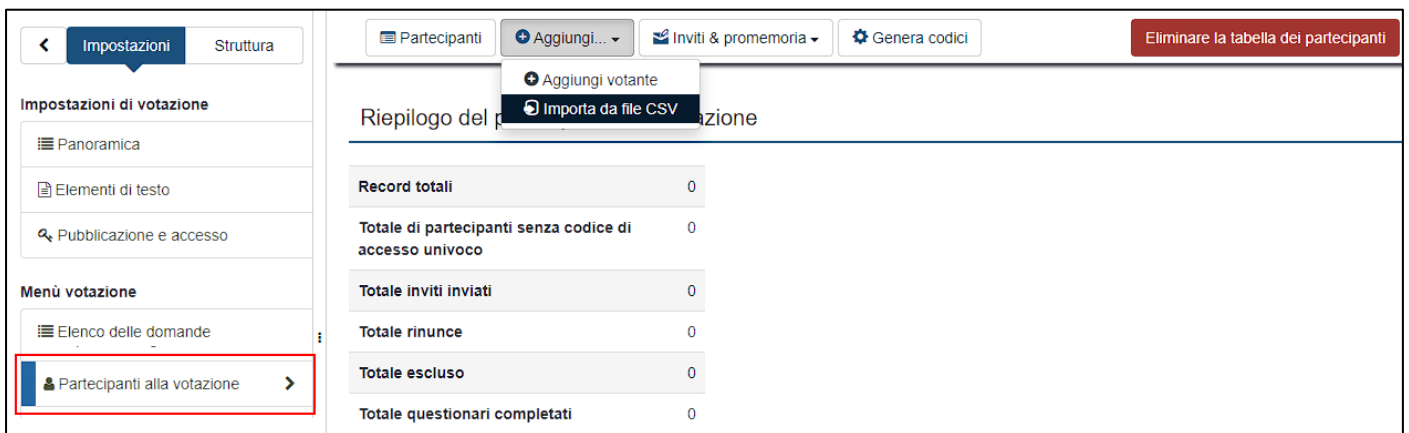 Impostazioni
Struttura
Impostazioni di votazione
Panoramica
Elementi di testo
Pubblicazione e accesso
Menù votazione
Elenco delle domande
Partecipanti alla votazione
Partecipanti
Aggiungi...
Inviti & promemoria
Genera codici
Eliminare la tabella dei partecipanti
Aggiungi votante
Importa da file CSV
Riepilogo del
Record totali 0
Totale di partecipanti senza codice di 0
accesso univoco
Totale inviti inviati 0
Totale rinunce 0
Totale escluso 0
Totale questionari completati 0